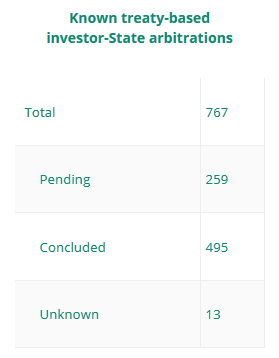 Known treaty-based
investor-State arbitrations
Total 767
Pending 259
Concluded 495
Unknown 13